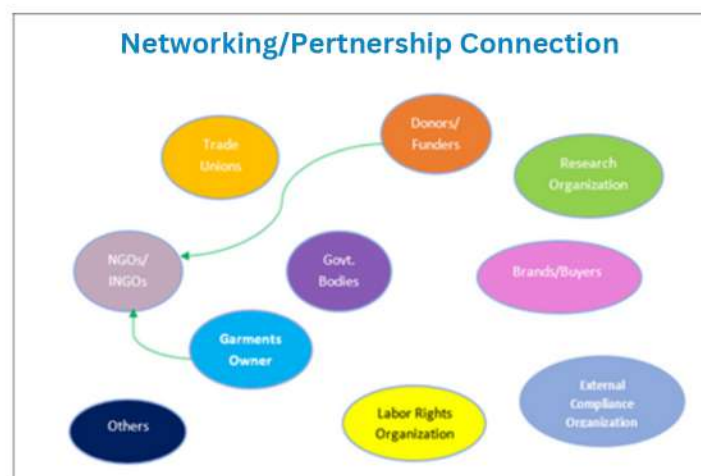 Networking/Pertnership Connection
Donors/
Funders
Trade
Unions
Research
Organization
NGOs/
INGOs
Govt.
Bodies
Brands/Buyers
Garments
Owner
External
Compliance
Organization
Labor Rights
Organization
Others